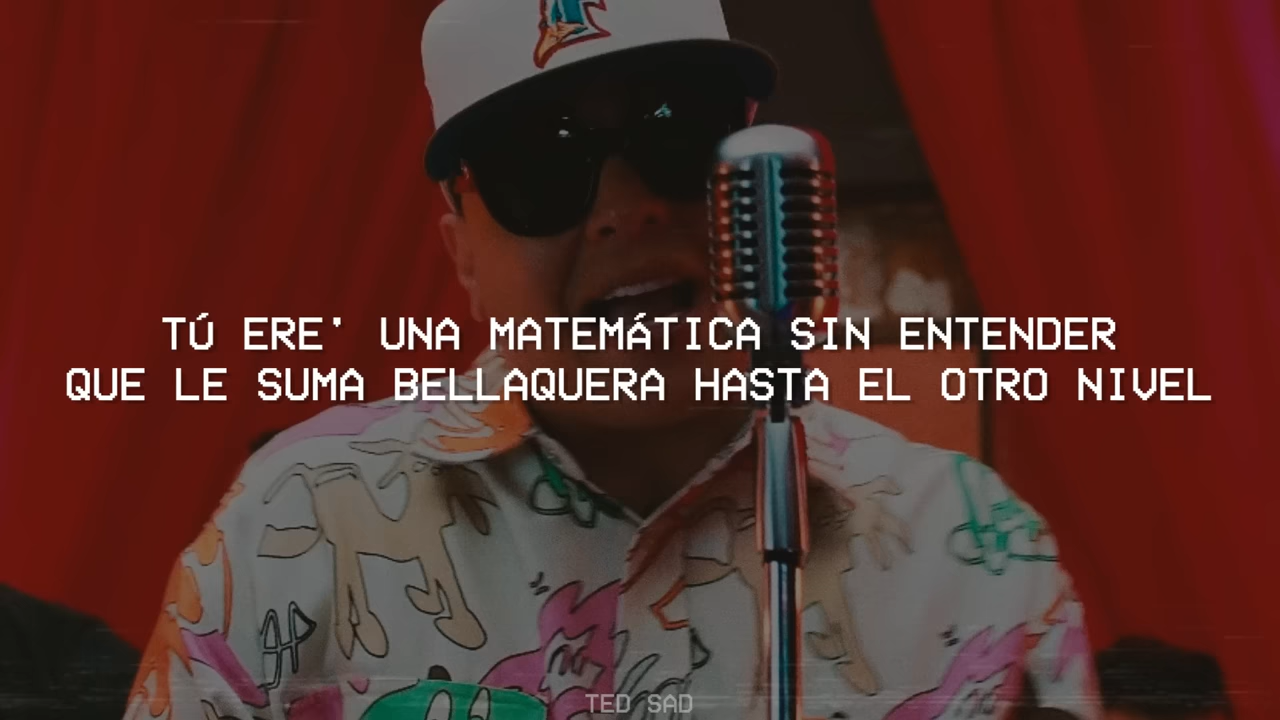 TÚ ERE' UNA MATEMÁTICA SIN ENTENDER
QUE LE SUMA BELLAQUERA HASTA EL OTRO NIVEL
TED SAD